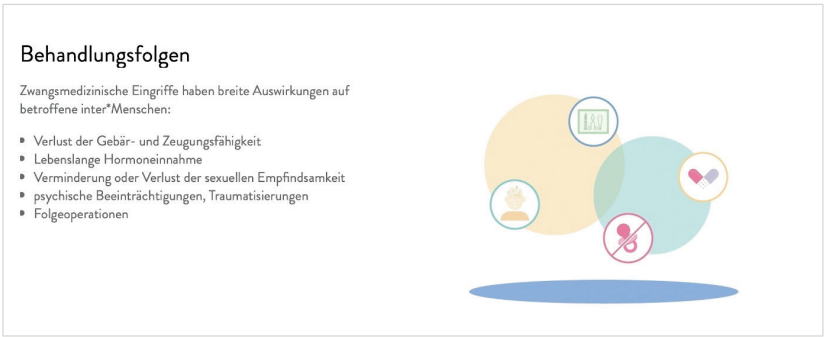 Behandlungsfolgen
Zwangsmedizinische Eingriffe haben breite Auswirkungen auf
betroffene inter*Menschen:
Verlust der Gebär- und Zeugungsfähigkeit
Lebenslange Hormoneinnahme
Verminderung oder Verlust der sexuellen Empfindsamkeit
psychische Beeinträchtigungen, Traumatisierungen
Folgeoperationen